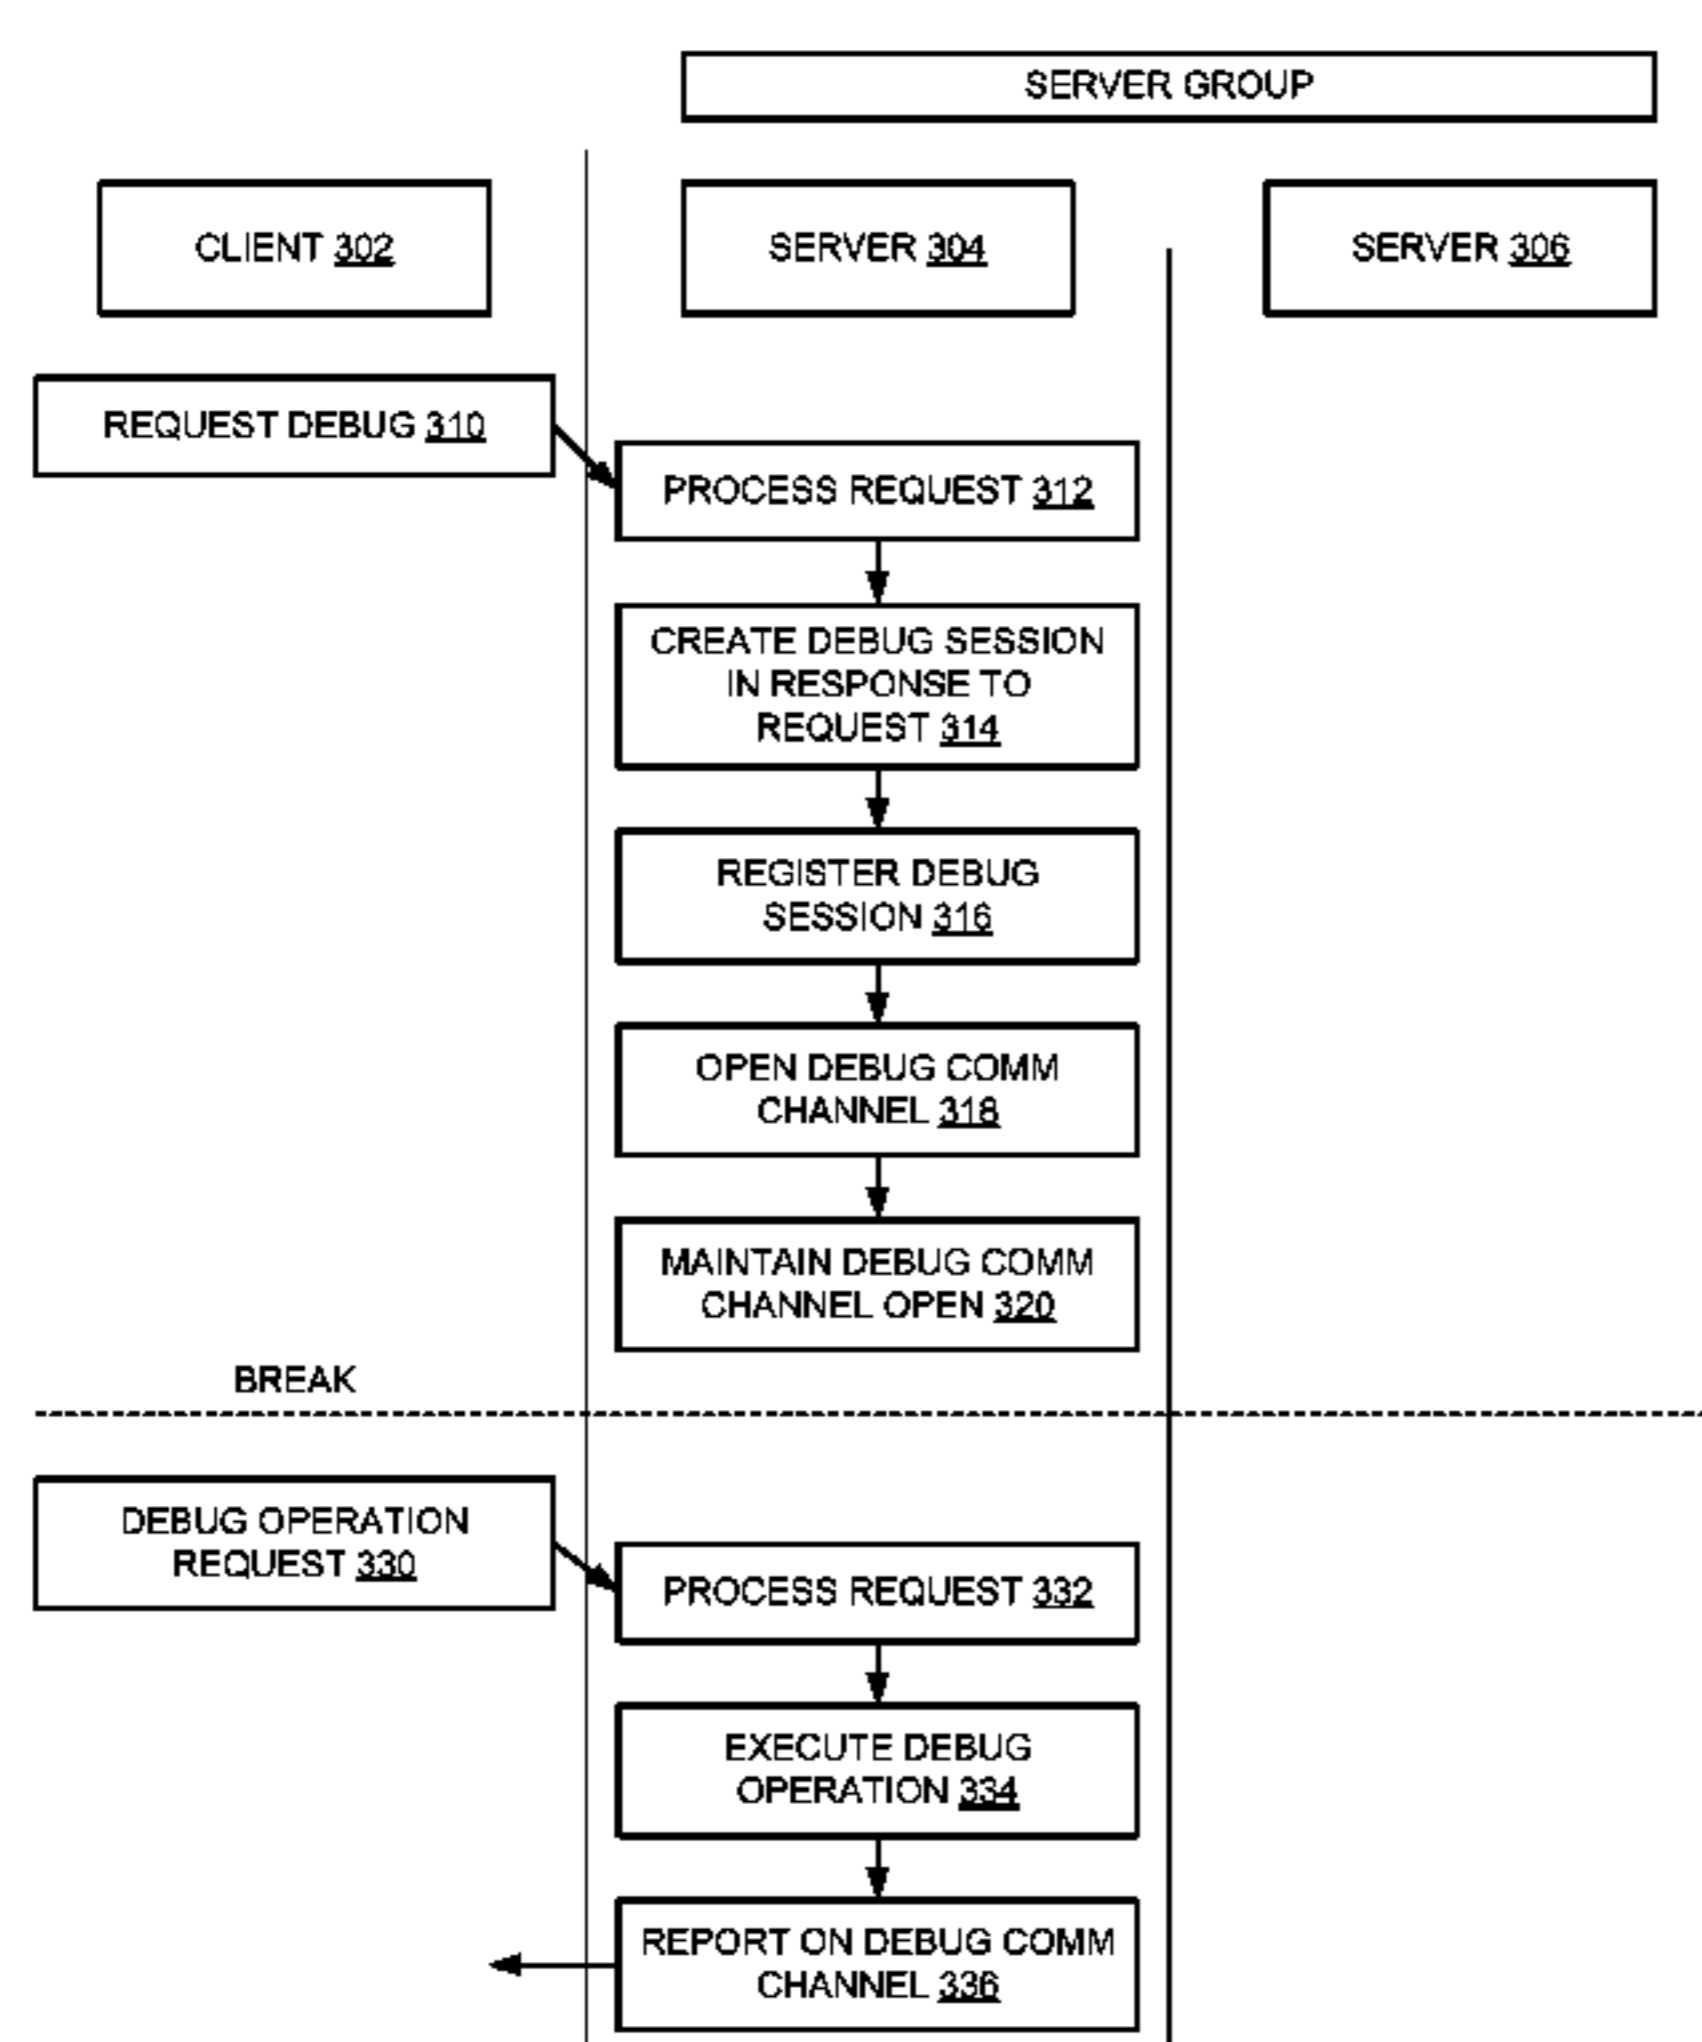 SERVER GROUP
CLIENT 302
SERVER 304
SERVER 306
REQUEST DEBUG 310
PROCESS REQUEST 312
CREATE DEBUG SESSION
IN RESPONSE TO
REQUEST 314
REGISTER DEBUG
SESSION 316
OPEN DEBUG COMM
CHANNEL 318
MAINTAIN DEBUG COMM
CHANNEL OPEN 320
BREAK
DEBUG OPERATION
REQUEST 330
PROCESS REQUEST 332
EXECUTE DEBUG
OPERATION 334
REPORT ON DEBUG COMM
CHANNEL 336